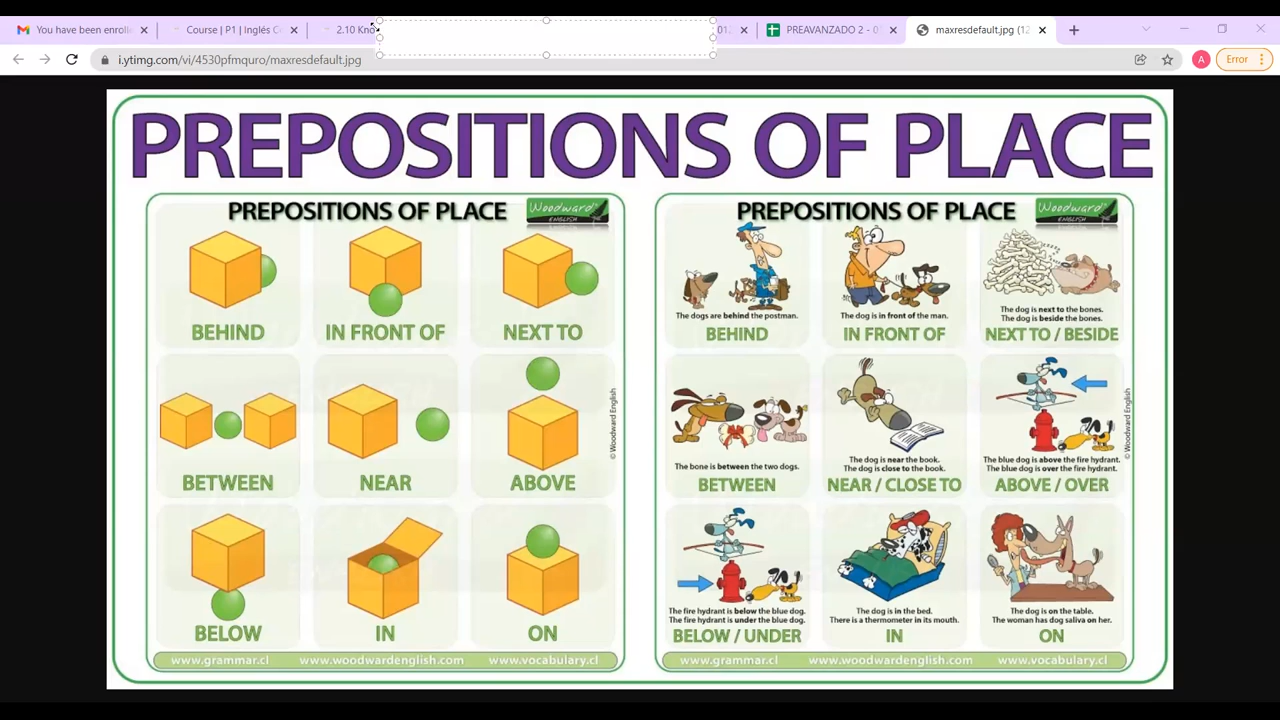 You have been enroll
Course | P1 | Inglés C
2.10 Kno
01
PREAVANZADO 2 - 01
maxresdefault.jpg (12
i.ytimg.com/vi/4530pfmquro/maxresdefault.jpg
A
Error
PREPOSITIONS OF PLACE
PREPOSITIONS OF PLACE
Woodward
ENGLISH
BEHIND
IN FRONT OF
NEXT TO
BETWEEN
NEAR
ABOVE
© Woodward English
BELOW
IN
ON
www.grammar.cl
www.woodwardenglish.com
www.vocabulary.cl
PREPOSITIONS OF PLACE
Woodward
ENGLISH
The dogs are behind the postman.
BEHIND
The dog is in front of the man.
IN FRONT OF
The dog is next to the bones.
The dog is beside the bones.
NEXT TO / BESIDE
The bone is between the two dogs.
BETWEEN
The dog is near the book.
The dog is close to the book.
NEAR / CLOSE TO
The blue dog is above the fire hydrant.
The blue dog is over the fire hydrant.
ABOVE / OVER
© Woodward English
The fire hydrant is below the blue dog.
The fire hydrant is under the blue dog.
BELOW / UNDER
The dog is in the bed.
There is a thermometer in its mouth.
IN
The dog is on the table.
The woman has dog saliva on her.
ON
www.grammar.cl
www.woodwardenglish.com
www.vocabulary.cl